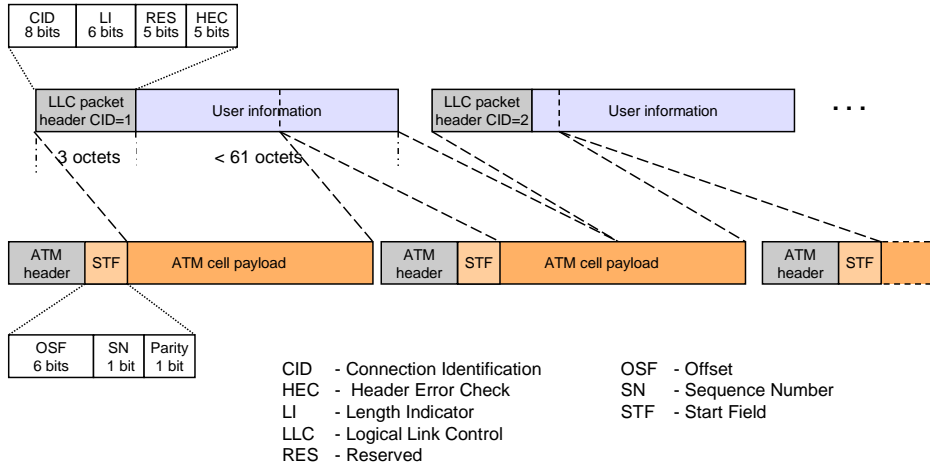 CID LI RES HEC
8 bits 6 bits 5 bits 5 bits
LLC packet header CID=1
User information
LLC packet header CID=2
User information
. . .
3 octets
< 61 octets
ATM header
STF
ATM cell payload
ATM header
STF
ATM cell payload
ATM header
STF
OSF SN Parity
6 bits 1 bit 1 bit
CID - Connection Identification
HEC - Header Error Check
LI - Length Indicator
LLC - Logical Link Control
RES - Reserved
OSF - Offset
SN - Sequence Number
STF - Start Field